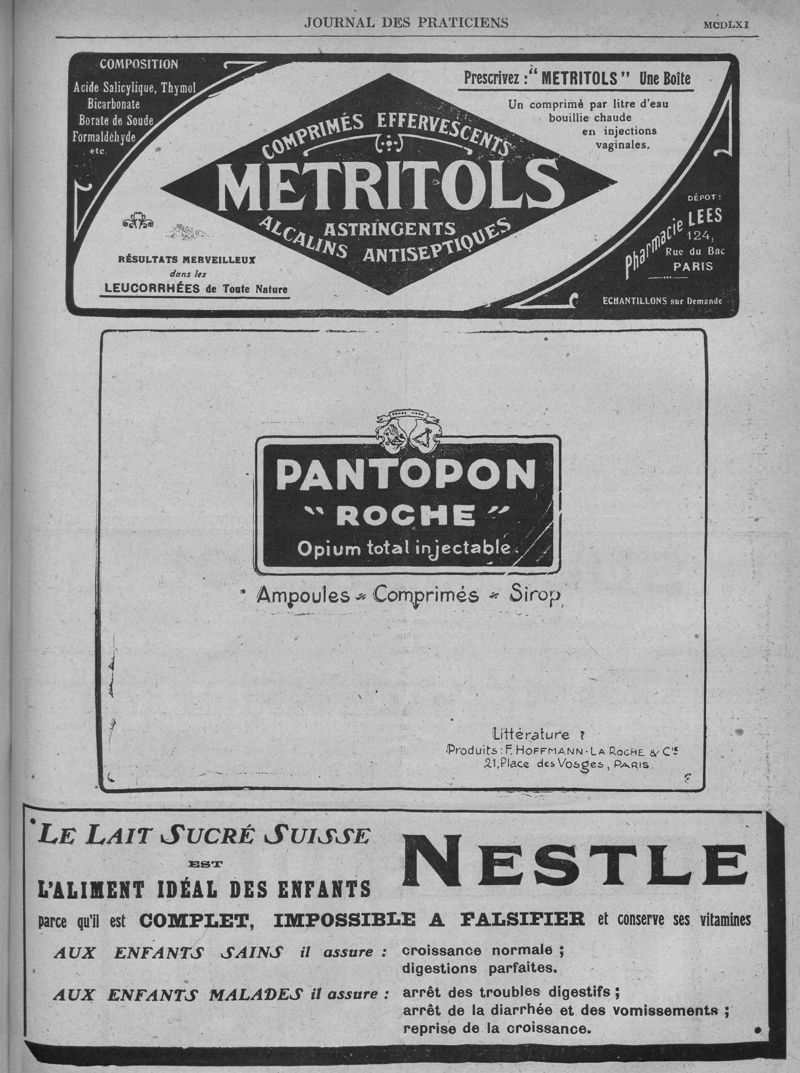 JOURNAL DES PRATICIENS
MCDLXI
COMPOSITION
Acide Salicylique, Thymol
Bicarbonate
Borate de Soude
Formaldéhyde
etc.
Prescrivez : "METRITOLS" Une Boîte
Un comprimé par litre d'eau
bouillie chaude
en injections
vaginales.
COMPRIMÉS EFFERVESCENTS
METRITOLS
ASTRINGENTS
ALCALINS ANTISEPTIQUES
RÉSULTATS MERVEILLEUX
dans les
LEUCORRHÉES de Toute Nature
DÉPOT :
Pharmacie LEES
124,
Rue du Bac
PARIS
ECHANTILLONS sur Demande
PANTOPON
"ROCHE"
Opium total injectable.
Ampoules - Comprimés - Sirop
Littérature ?
Produits : F. HOFFMANN-LA ROCHE & Cie
21, Place des Vosges, PARIS.
LE LAIT SUCRÉ SUISSE
EST
L'ALIMENT IDÉAL DES ENFANTS
NESTLE
parce qu'il est COMPLET, IMPOSSIBLE A FALSIFIER et conserve ses vitamines
AUX ENFANTS SAINS il assure : croissance normale ;
digestions parfaites.
AUX ENFANTS MALADES il assure : arrêt des troubles digestifs ;
arrêt de la diarrhée et des vomissements ;
reprise de la croissance.